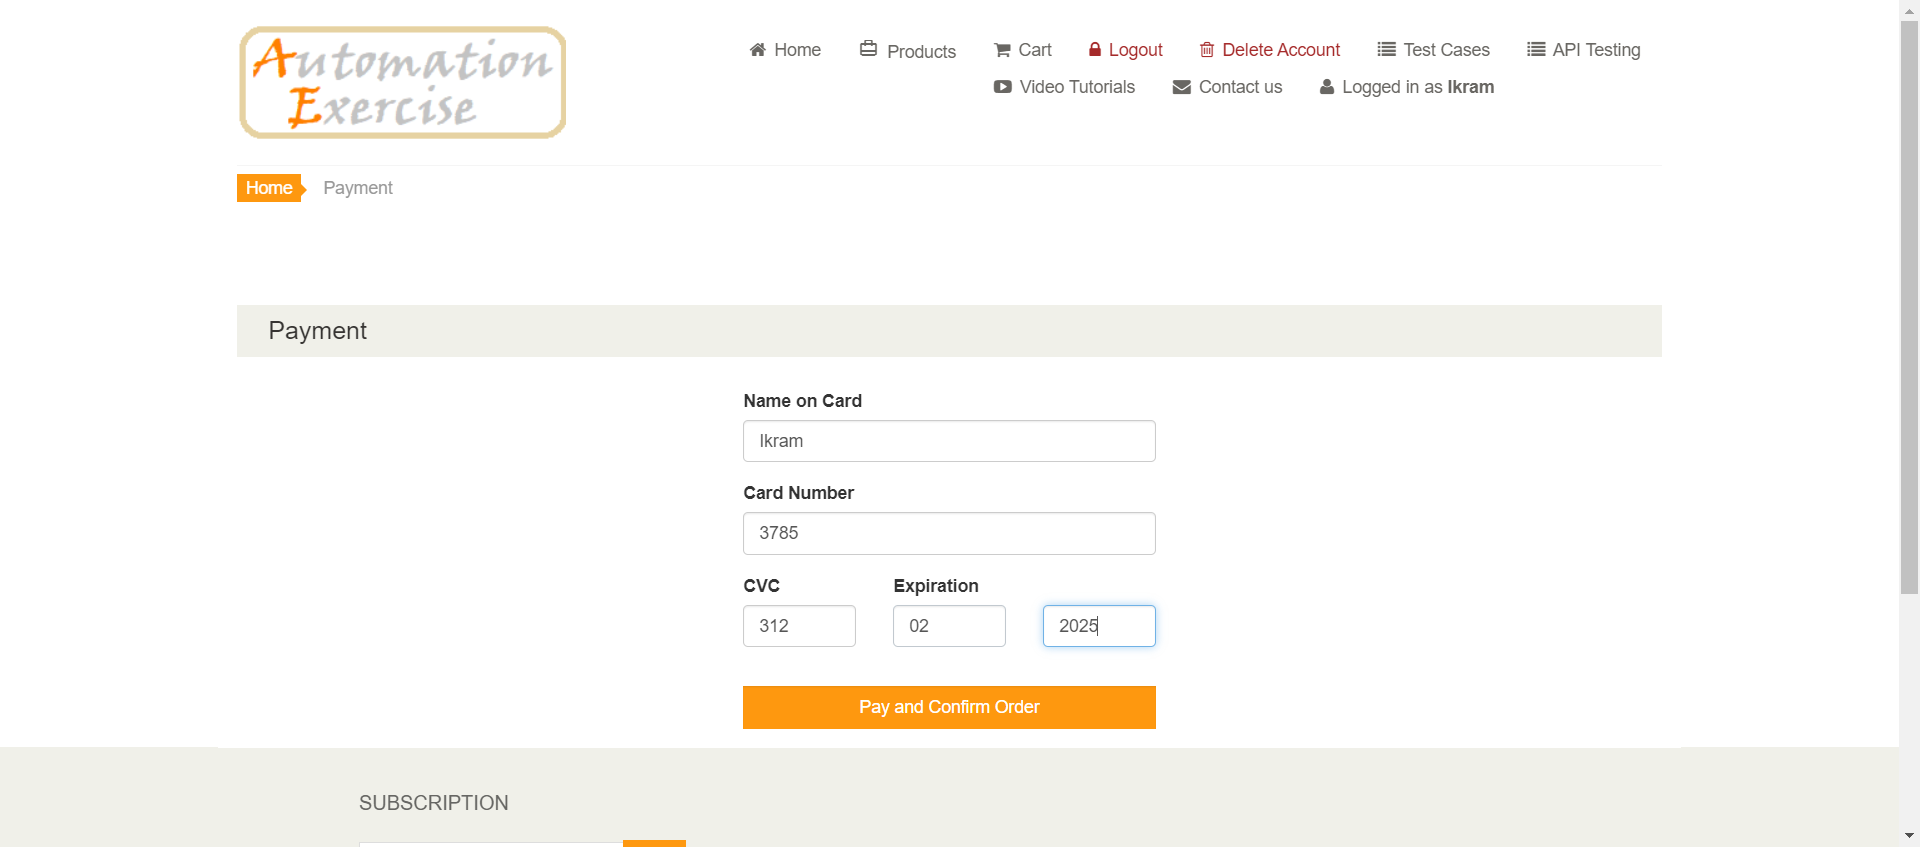 Automation
Exercise
Home Products Cart Logout Delete Account Test Cases API Testing
Video Tutorials Contact us Logged in as Ikram
Home Payment
Payment
Name on Card
Ikram
Card Number
3785
CVC Expiration
312 02 2025
Pay and Confirm Order
SUBSCRIPTION